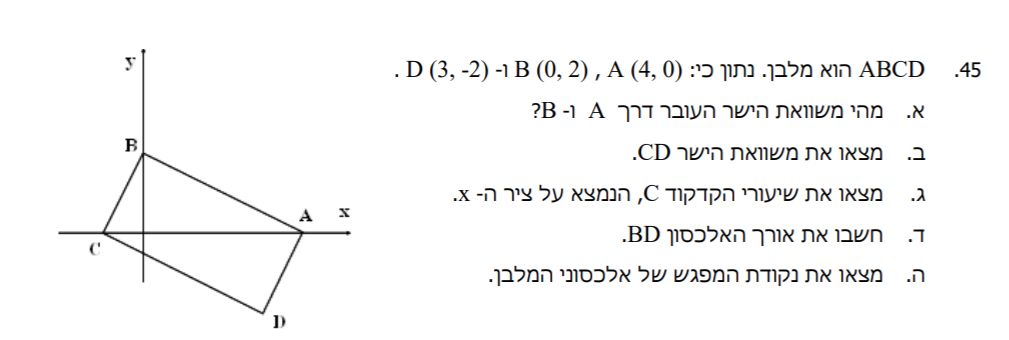 45. ABCD הוא מלבן. נתון כי: A (4, 0) , B (0, 2) ו- D (3, -2) .
א. מהי משוואת הישר העובר דרך A ו- B?
ב. מצאו את משוואת הישר CD.
ג. מצאו את שיעורי הקדקוד C, הנמצא על ציר ה- x.
ד. חשבו את אורך האלכסון BD.
ה. מצאו את נקודת המפגש של אלכסוני המלבן.
y
B
A
x
C
D